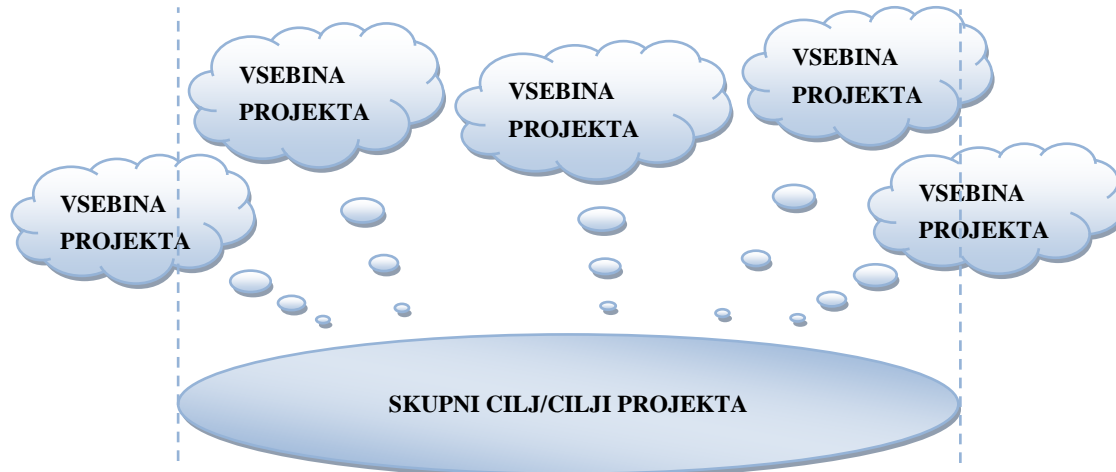 VSEBINA
PROJEKTA
VSEBINA
PROJEKTA
VSEBINA
PROJEKTA
VSEBINA
PROJEKTA
VSEBINA
PROJEKTA
SKUPNI CILJ/CILJI PROJEKTA